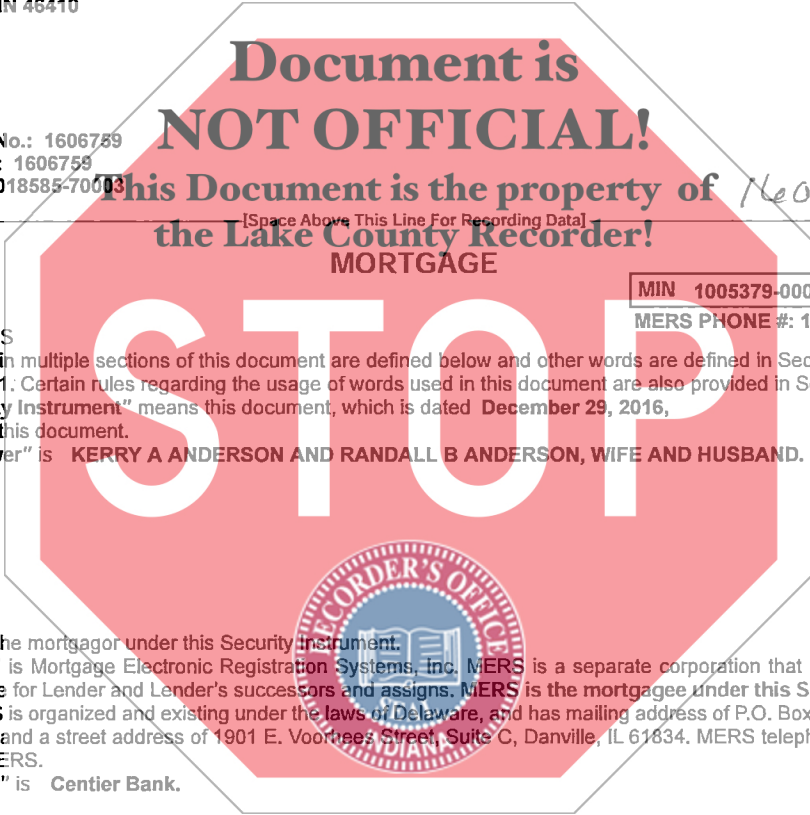 IN 46410
Document is
NOT OFFICIAL!
No.: 1606759
: 1606759
018585-70003
This Document is the property of
the Lake County Recorder!
[Space Above This Line For Recording Data]
MORTGAGE
MIN 1005379-000
MERS PHONE #: 1
S
in multiple sections of this document are defined below and other words are defined in Sec
1. Certain rules regarding the usage of words used in this document are also provided in S
y Instrument” means this document, which is dated December 29, 2016,
this document.
er” is KERRY A ANDERSON AND RANDALL B ANDERSON, WIFE AND HUSBAND.
STOP
he mortgagor under this Security Instrument.
is Mortgage Electronic Registration Systems, Inc. MERS is a separate corporation that
e for Lender and Lender's successors and assigns. MERS is the mortgagee under this S
S is organized and existing under the laws of Delaware, and has mailing address of P.O. Box
and a street address of 1901 E. Voorhees Street, Suite C, Danville, IL 61834. MERS teleph
ERS.
” is Centier Bank.
RECORDER'S OFFICE
INDIANA